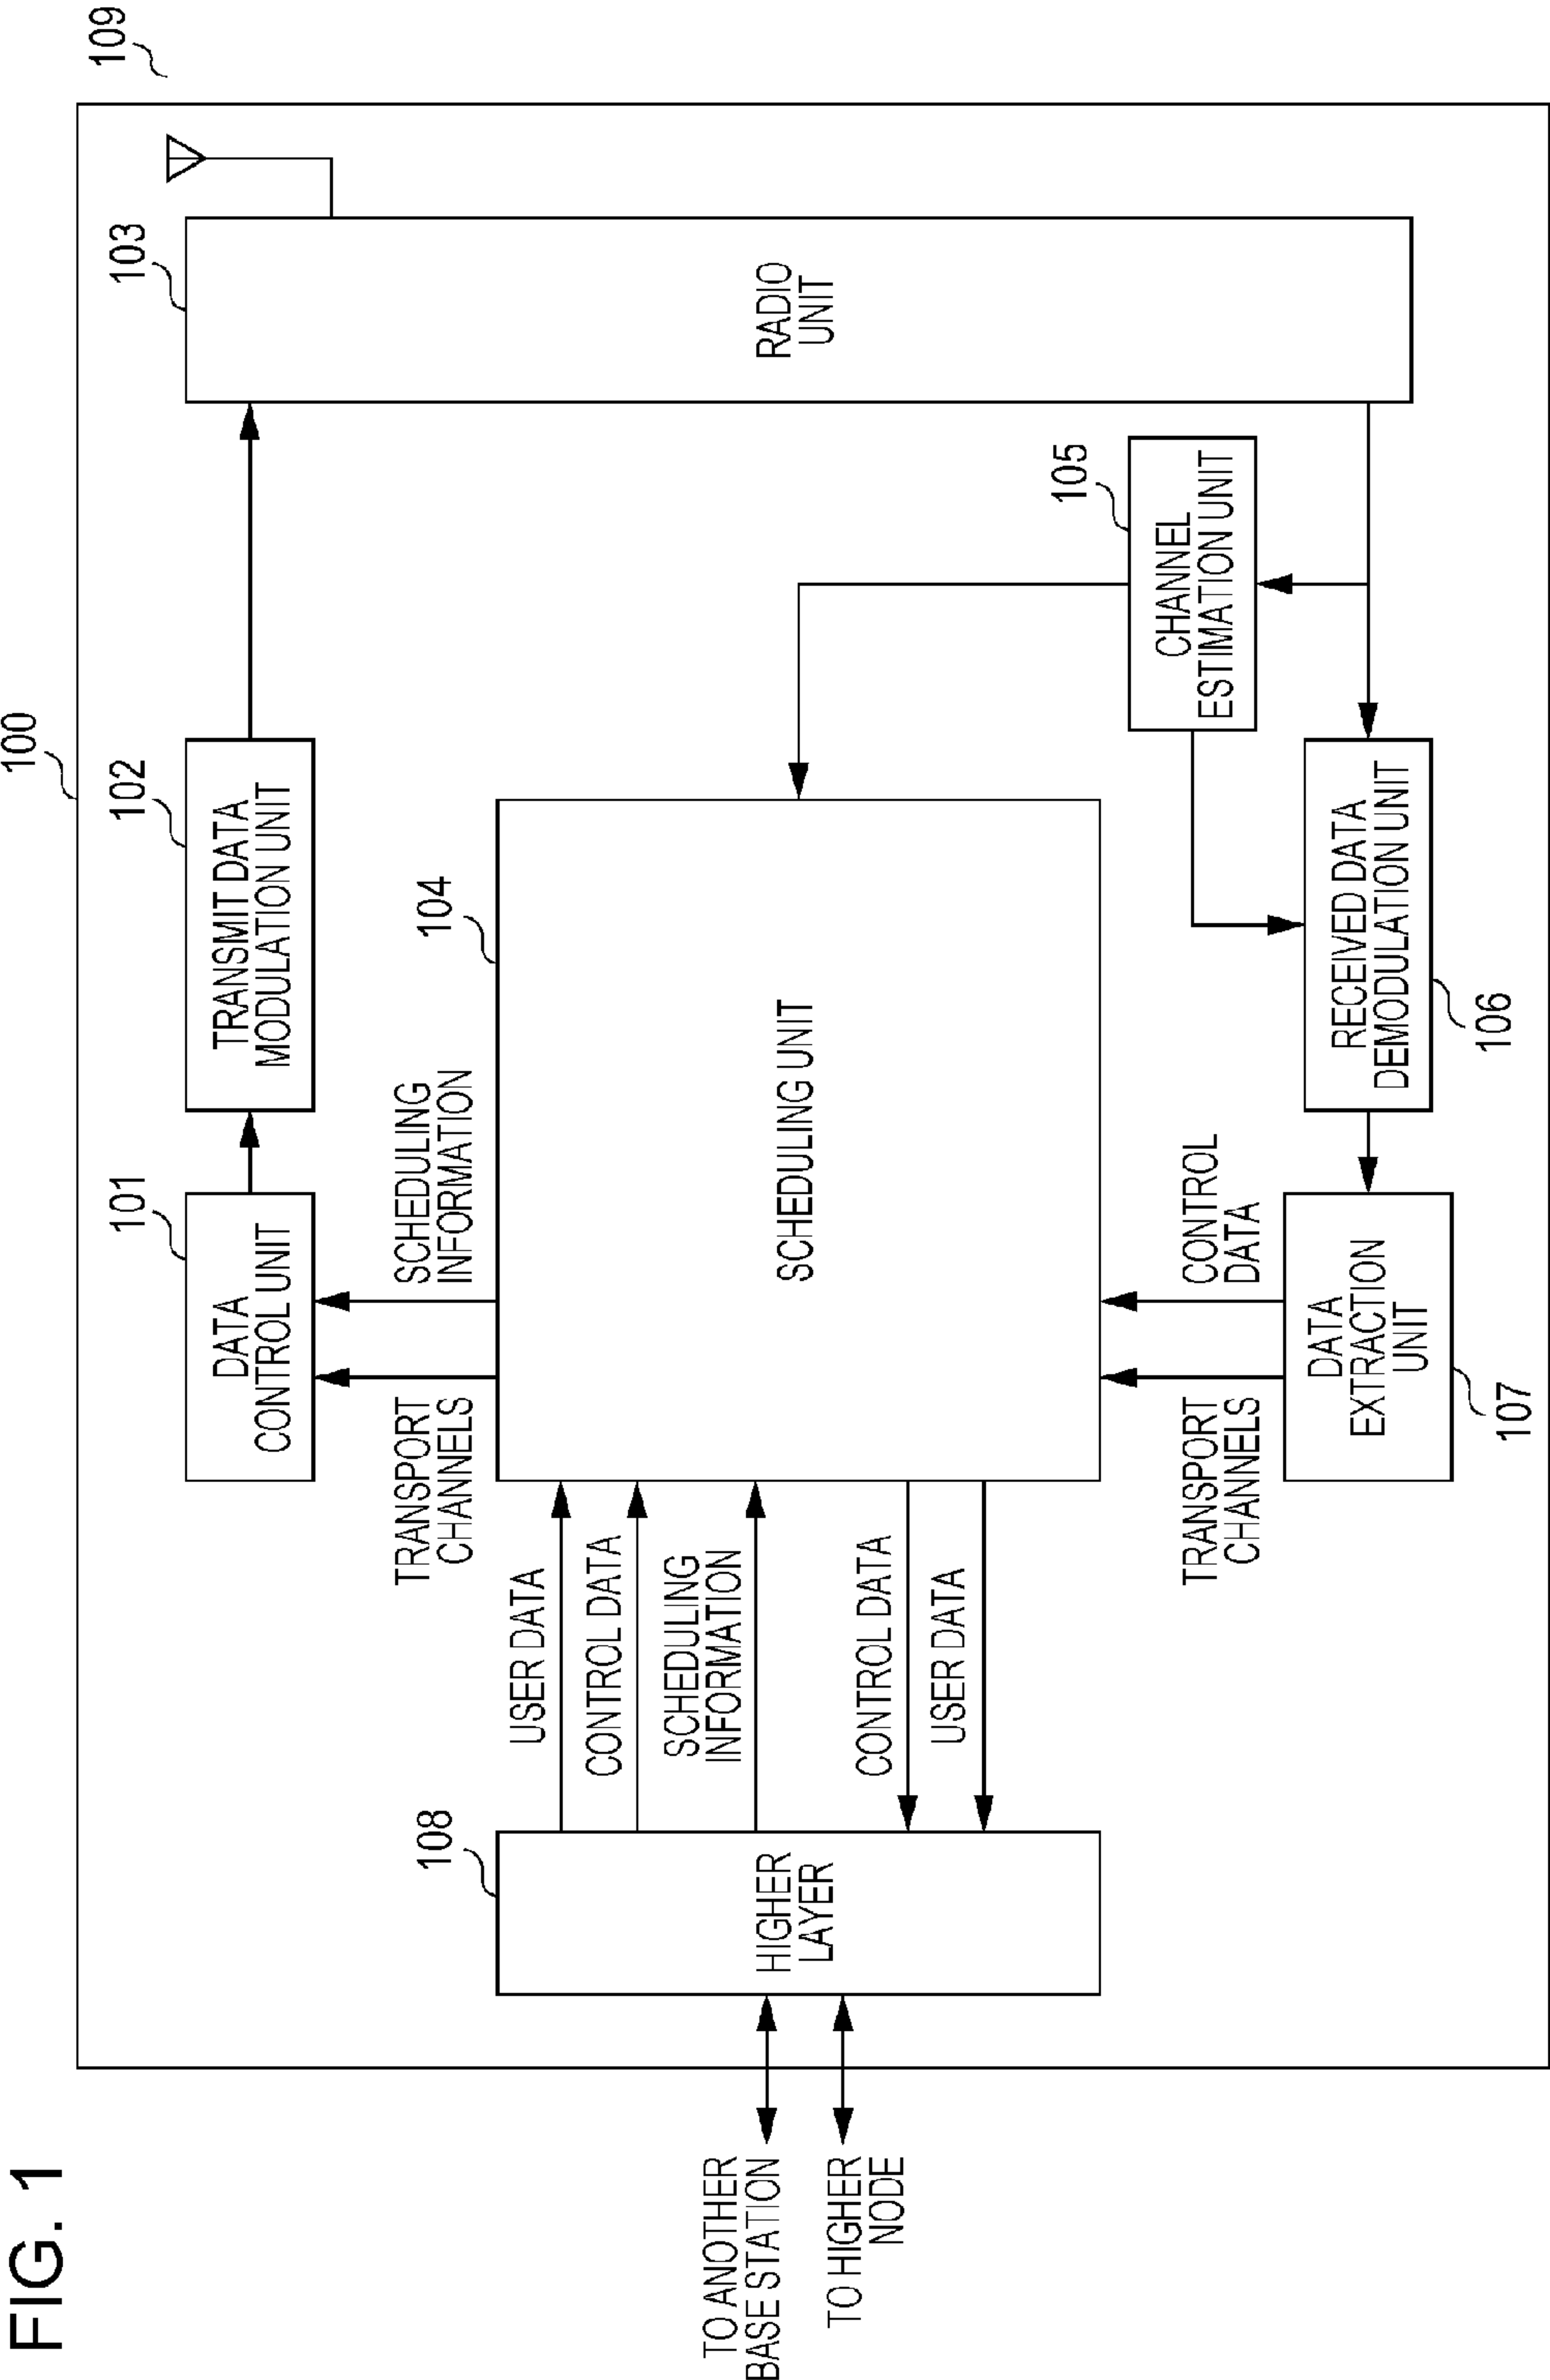 FIG. 1
100
109
101
102
103
DATA
CONTROL UNIT
TRANSMIT DATA
MODULATION UNIT
TRANSPORT
CHANNELS
SCHEDULING
INFORMATION
108
104
USER DATA
CONTROL DATA
SCHEDULING
INFORMATION
CONTROL DATA
USER DATA
TO ANOTHER
BASE STATION
TO HIGHER
NODE
HIGHER
LAYER
SCHEDULING UNIT
RADIO
UNIT
105
CHANNEL
ESTIMATION UNIT
TRANSPORT
CHANNELS
CONTROL
DATA
DATA
EXTRACTION
UNIT
RECEIVED DATA
DEMODULATION UNIT
107
106